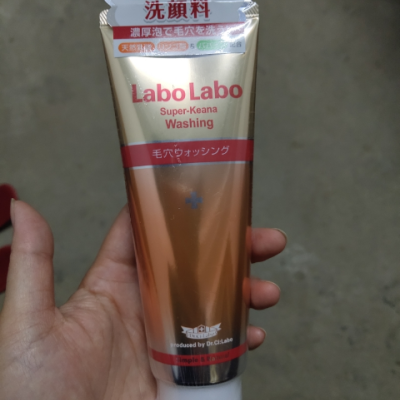 洗顔料
濃厚泡で毛穴を洗
Labo Labo
Super-Keana
Washing
毛穴ウォッシング
produced by Dr.Ci:Labo